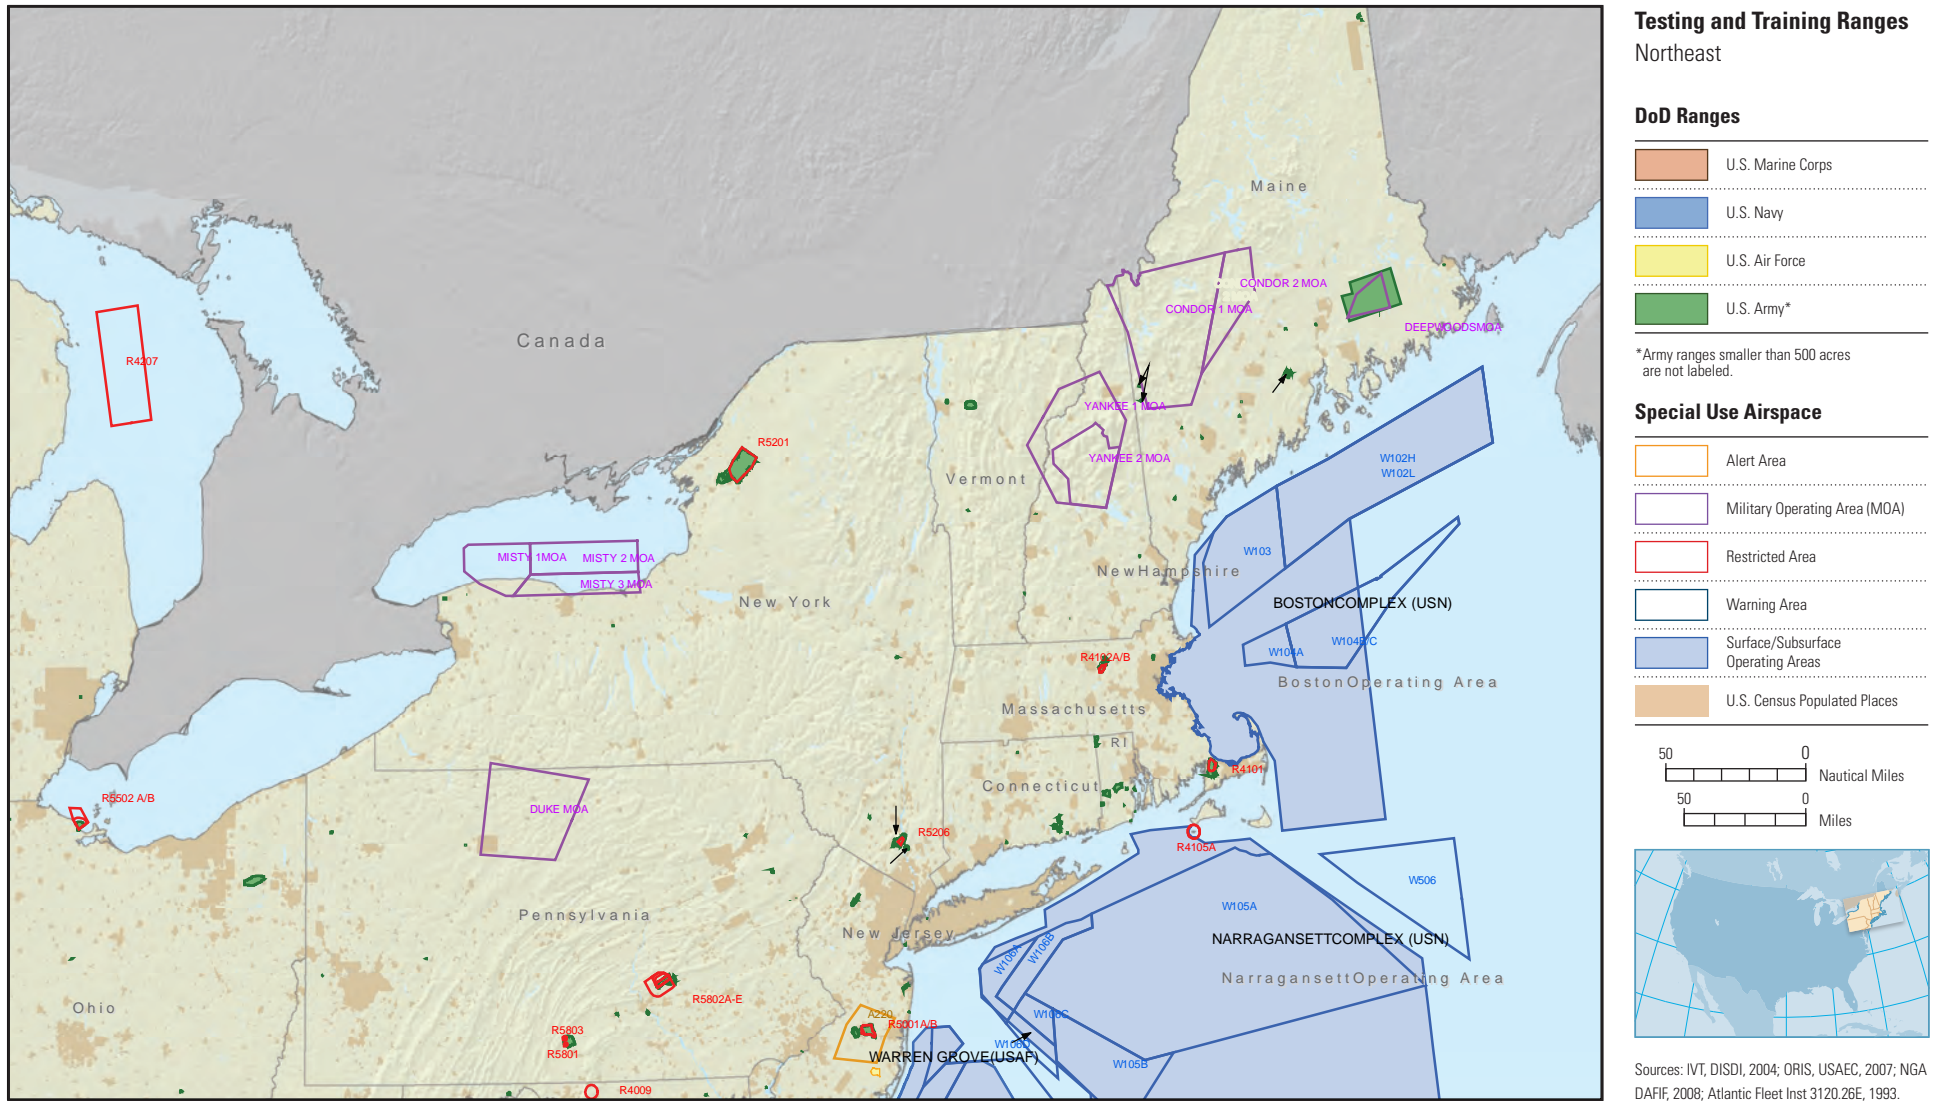 Testing and Training Ranges
Northeast
DoD Ranges
U.S. Marine Corps
U.S. Navy
U.S. Air Force
U.S. Army*
*Army ranges smaller than 500 acres
are not labeled.
Special Use Airspace
Alert Area
Military Operating Area (MOA)
Restricted Area
Warning Area
Surface/Subsurface
Operating Areas
U.S. Census Populated Places
50 0
Nautical Miles
50 0
Miles
Sources: IVT, DISDI, 2004; ORIS, USAEC, 2007; NGA
DAFIF, 2008; Atlantic Fleet Inst 3120.26E, 1993.
Maine
CONDOR 2 MOA
CONDOR 1 MOA
DEEPWOODSMOA
Canada
R4207
YANKEE 1 MOA
R5201
YANKEE 2 MOA
W102H
W102L
Vermont
MISTY 1MOA
MISTY 2 MOA
MISTY 3 MOA
W103
NewHampshire
New York
BOSTONCOMPLEX (USN)
W104B/C
W104A
R4102A/B
BostonOperating Area
Massachusetts
RI
R4101
Connecticut
R5502 A/B
DUKE MOA
R5206
R4105A
W506
W105A
Pennsylvania
New Jersey
NARRAGANSETTCOMPLEX (USN)
W106A
W106B
NarragansettOperating Area
R5802A-E
Ohio
A220
R5001A/B
W106C
R5803
R5801
W106D
WARREN GROVE(USAF)
W105B
R4009